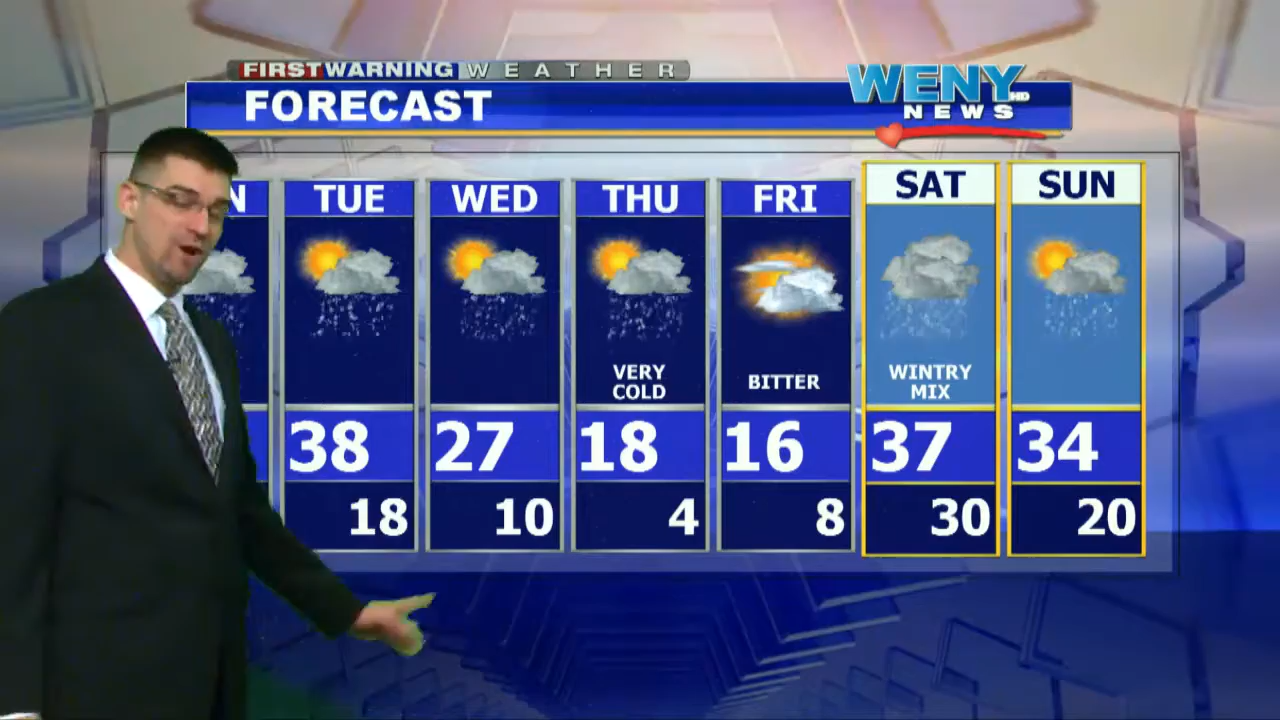 FIRST WARNING WEATHER
FORECAST
WENY HD
NEWS
N TUE WED THU FRI SAT SUN
VERY COLD
BITTER
WINTRY MIX
38 27 18 16 37 34
18 10 4 8 30 20